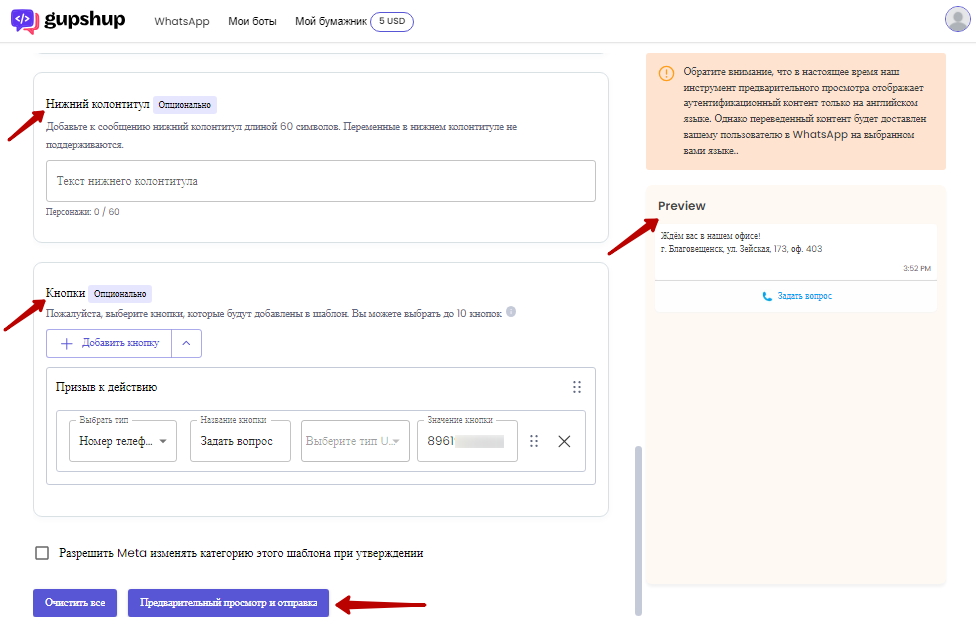 gupshup WhatsApp Мои боты Мой бумажник 5 USD
Нижний колонтитул Опционально
Добавьте к сообщению нижний колонтитул длиной 60 символов. Переменные в нижнем колонтитуле не
поддерживаются.
Текст нижнего колонтитула
Персонажи: 0 / 60
Кнопки Опционально
Пожалуйста, выберите кнопки, которые будут добавлены в шаблон. Вы можете выбрать до 10 кнопок
Добавить кнопку
Призыв к действию
Выбрать тип Название кнопки Значение кнопки
Номер телеф... Задать вопрос Выберите тип U... 8961
Разрешить Meta изменять категорию этого шаблона при утверждении
Очистить все Предварительный просмотр и отправка
Обратите внимание, что в настоящее время наш
инструмент предварительного просмотра отображает
аутентификационный контент только на английском
языке. Однако переведенный контент будет доставлен
вашему пользователю в WhatsApp на выбранном
вами языке..
Preview
Ждём вас в нашем офисе!
г. Благовещенск, ул. Зейская, 173, оф. 403
3:52 PM
Задать вопрос